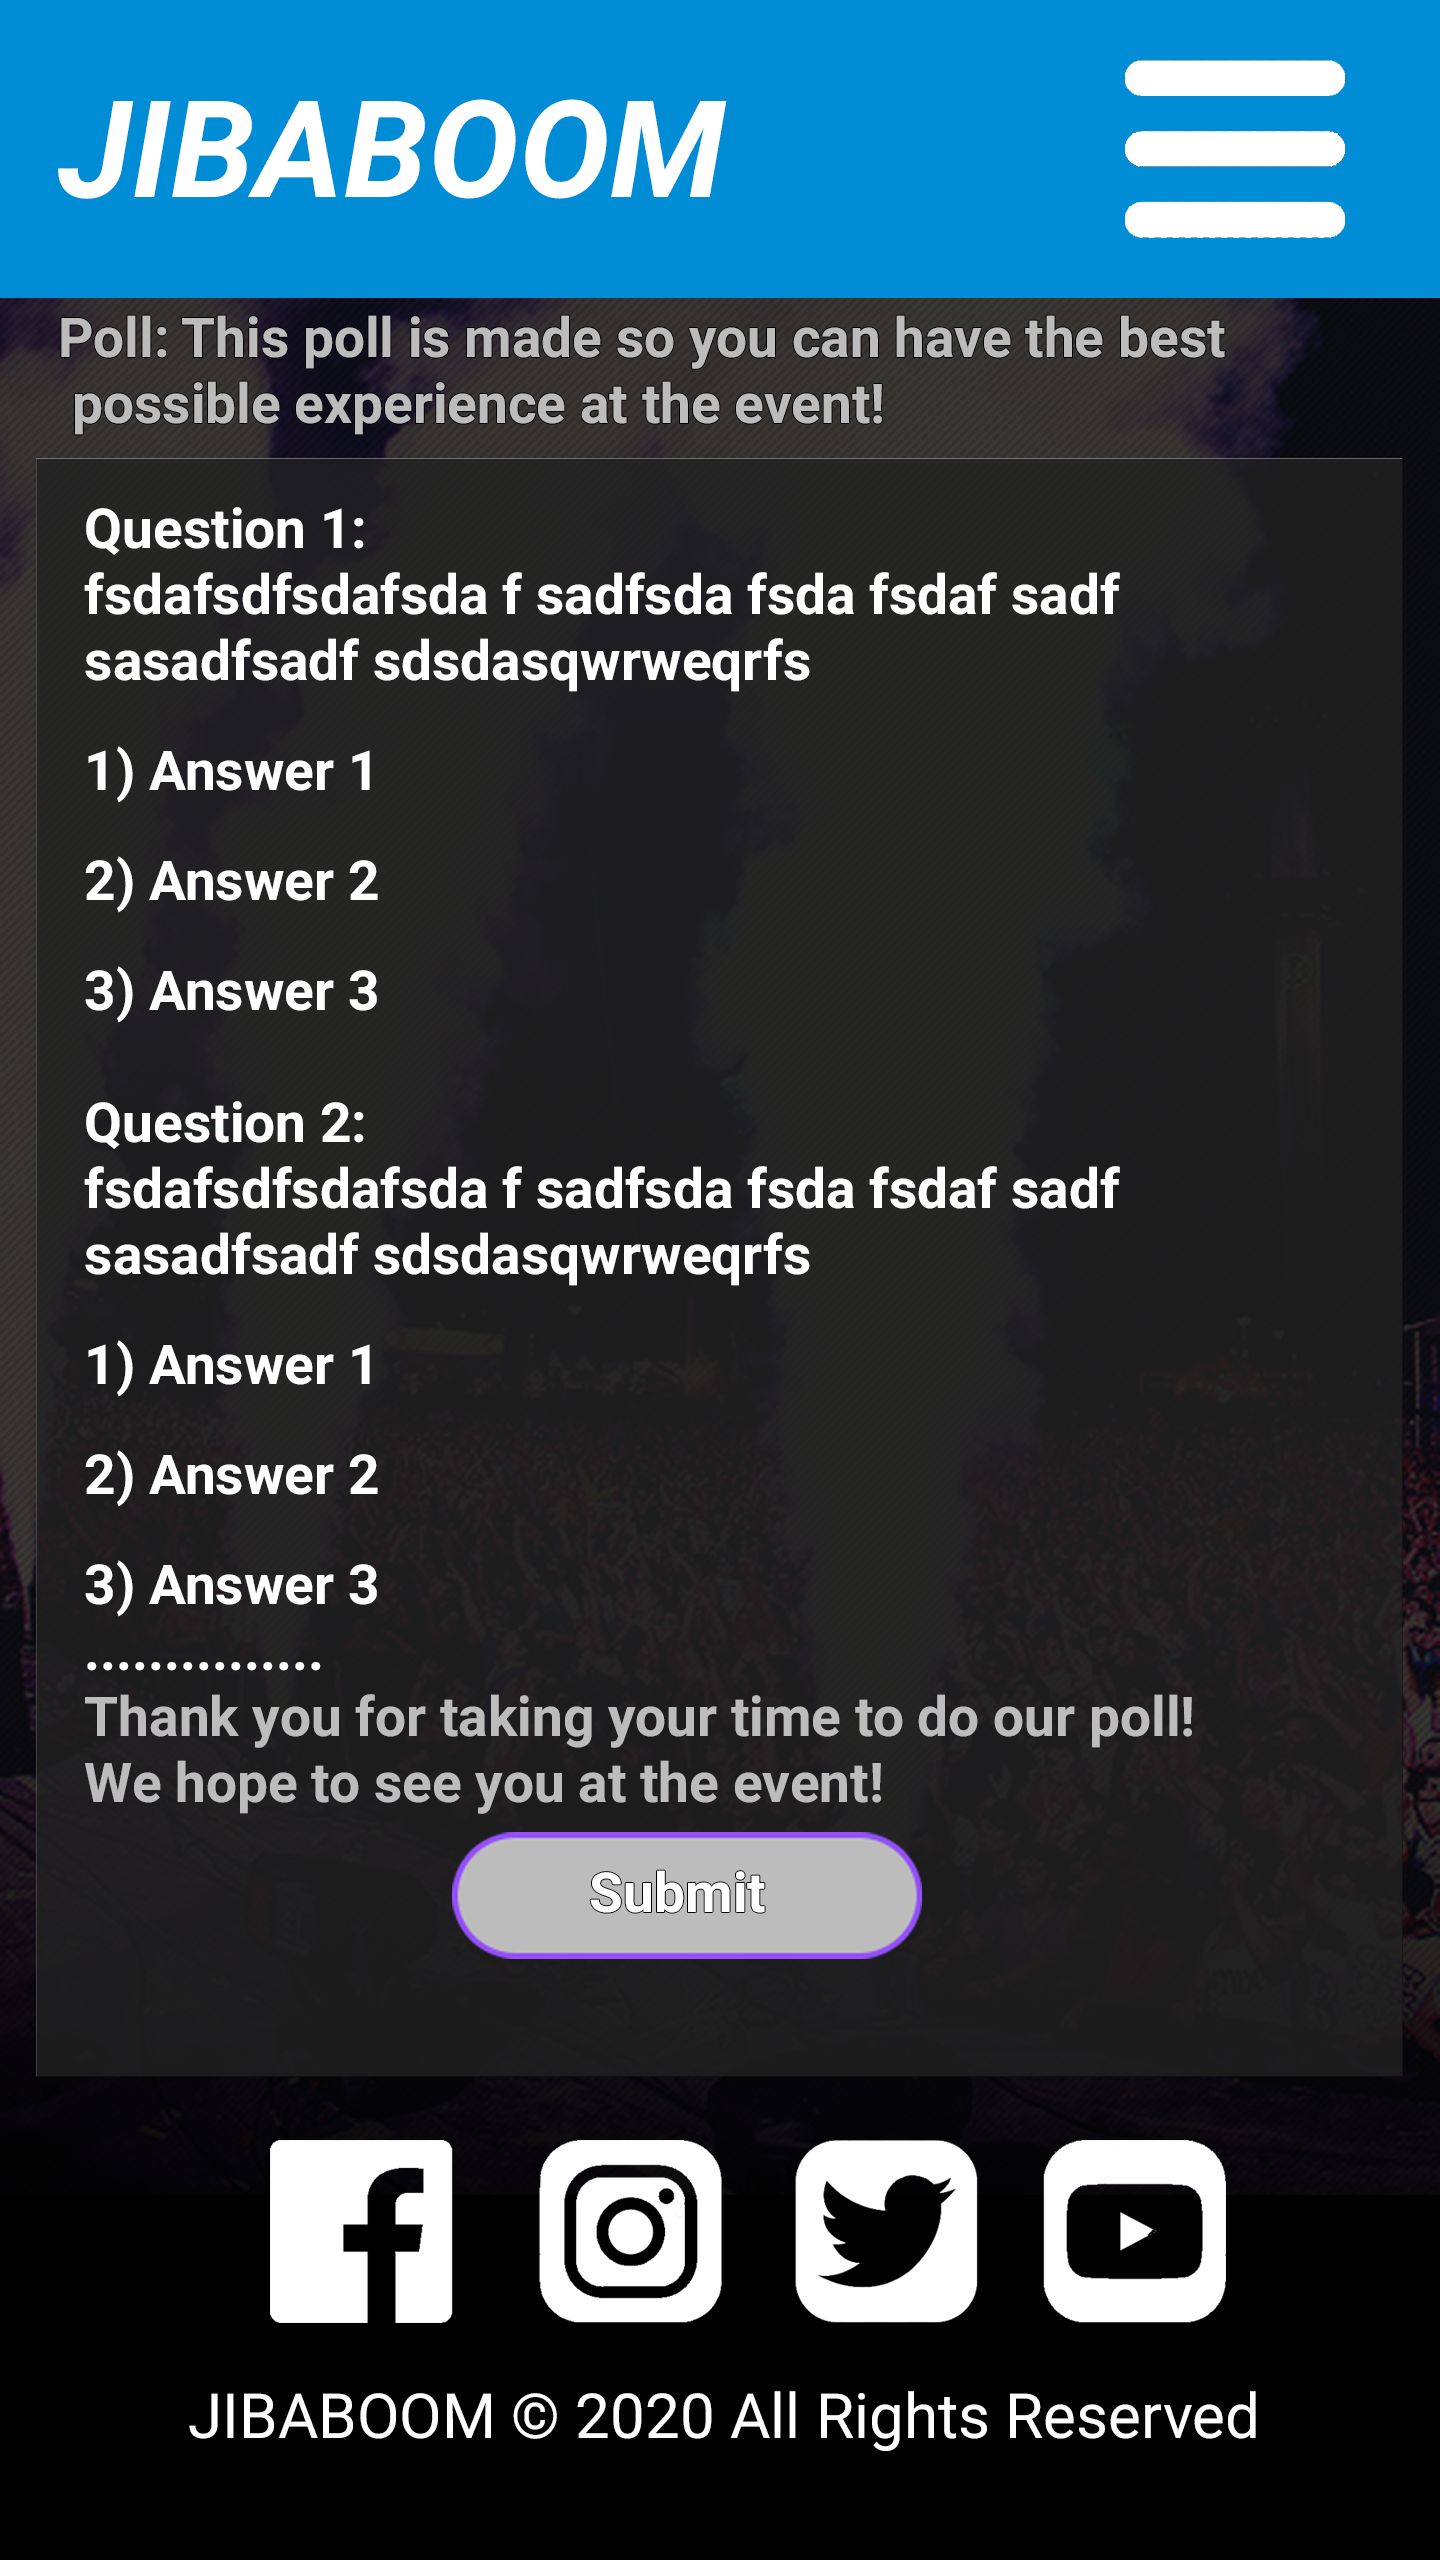 JIBABOOM
Poll: This poll is made so you can have the best
possible experience at the event!
Question 1:
fsdafsdfsdafsda f sadfsda fsda fsdaf sadf
sasadfsadf sdsdasqwrweqrfs
1) Answer 1
2) Answer 2
3) Answer 3
Question 2:
fsdafsdfsdafsda f sadfsda fsda fsdaf sadf
sasadfsadf sdsdasqwrweqrfs
1) Answer 1
2) Answer 2
3) Answer 3
...............
Thank you for taking your time to do our poll!
We hope to see you at the event!
Submit
JIBABOOM © 2020 All Rights Reserved